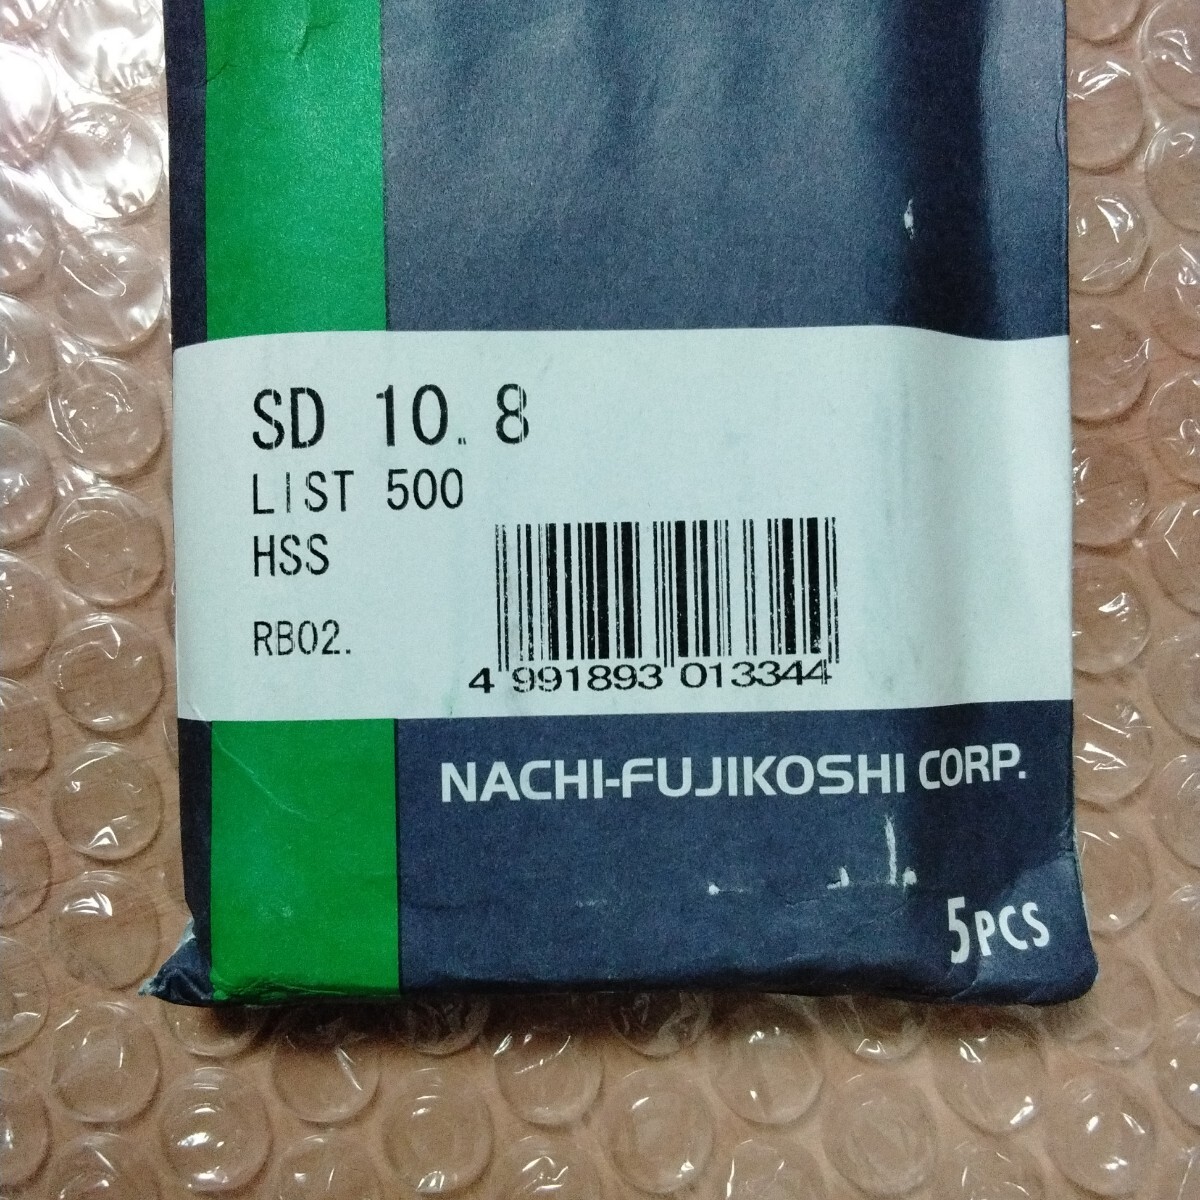 SD 10.8
LIST 500
HSS
RB02.
4 991893 013344
NACHI-FUJIKOSHI CORP.
5PCS